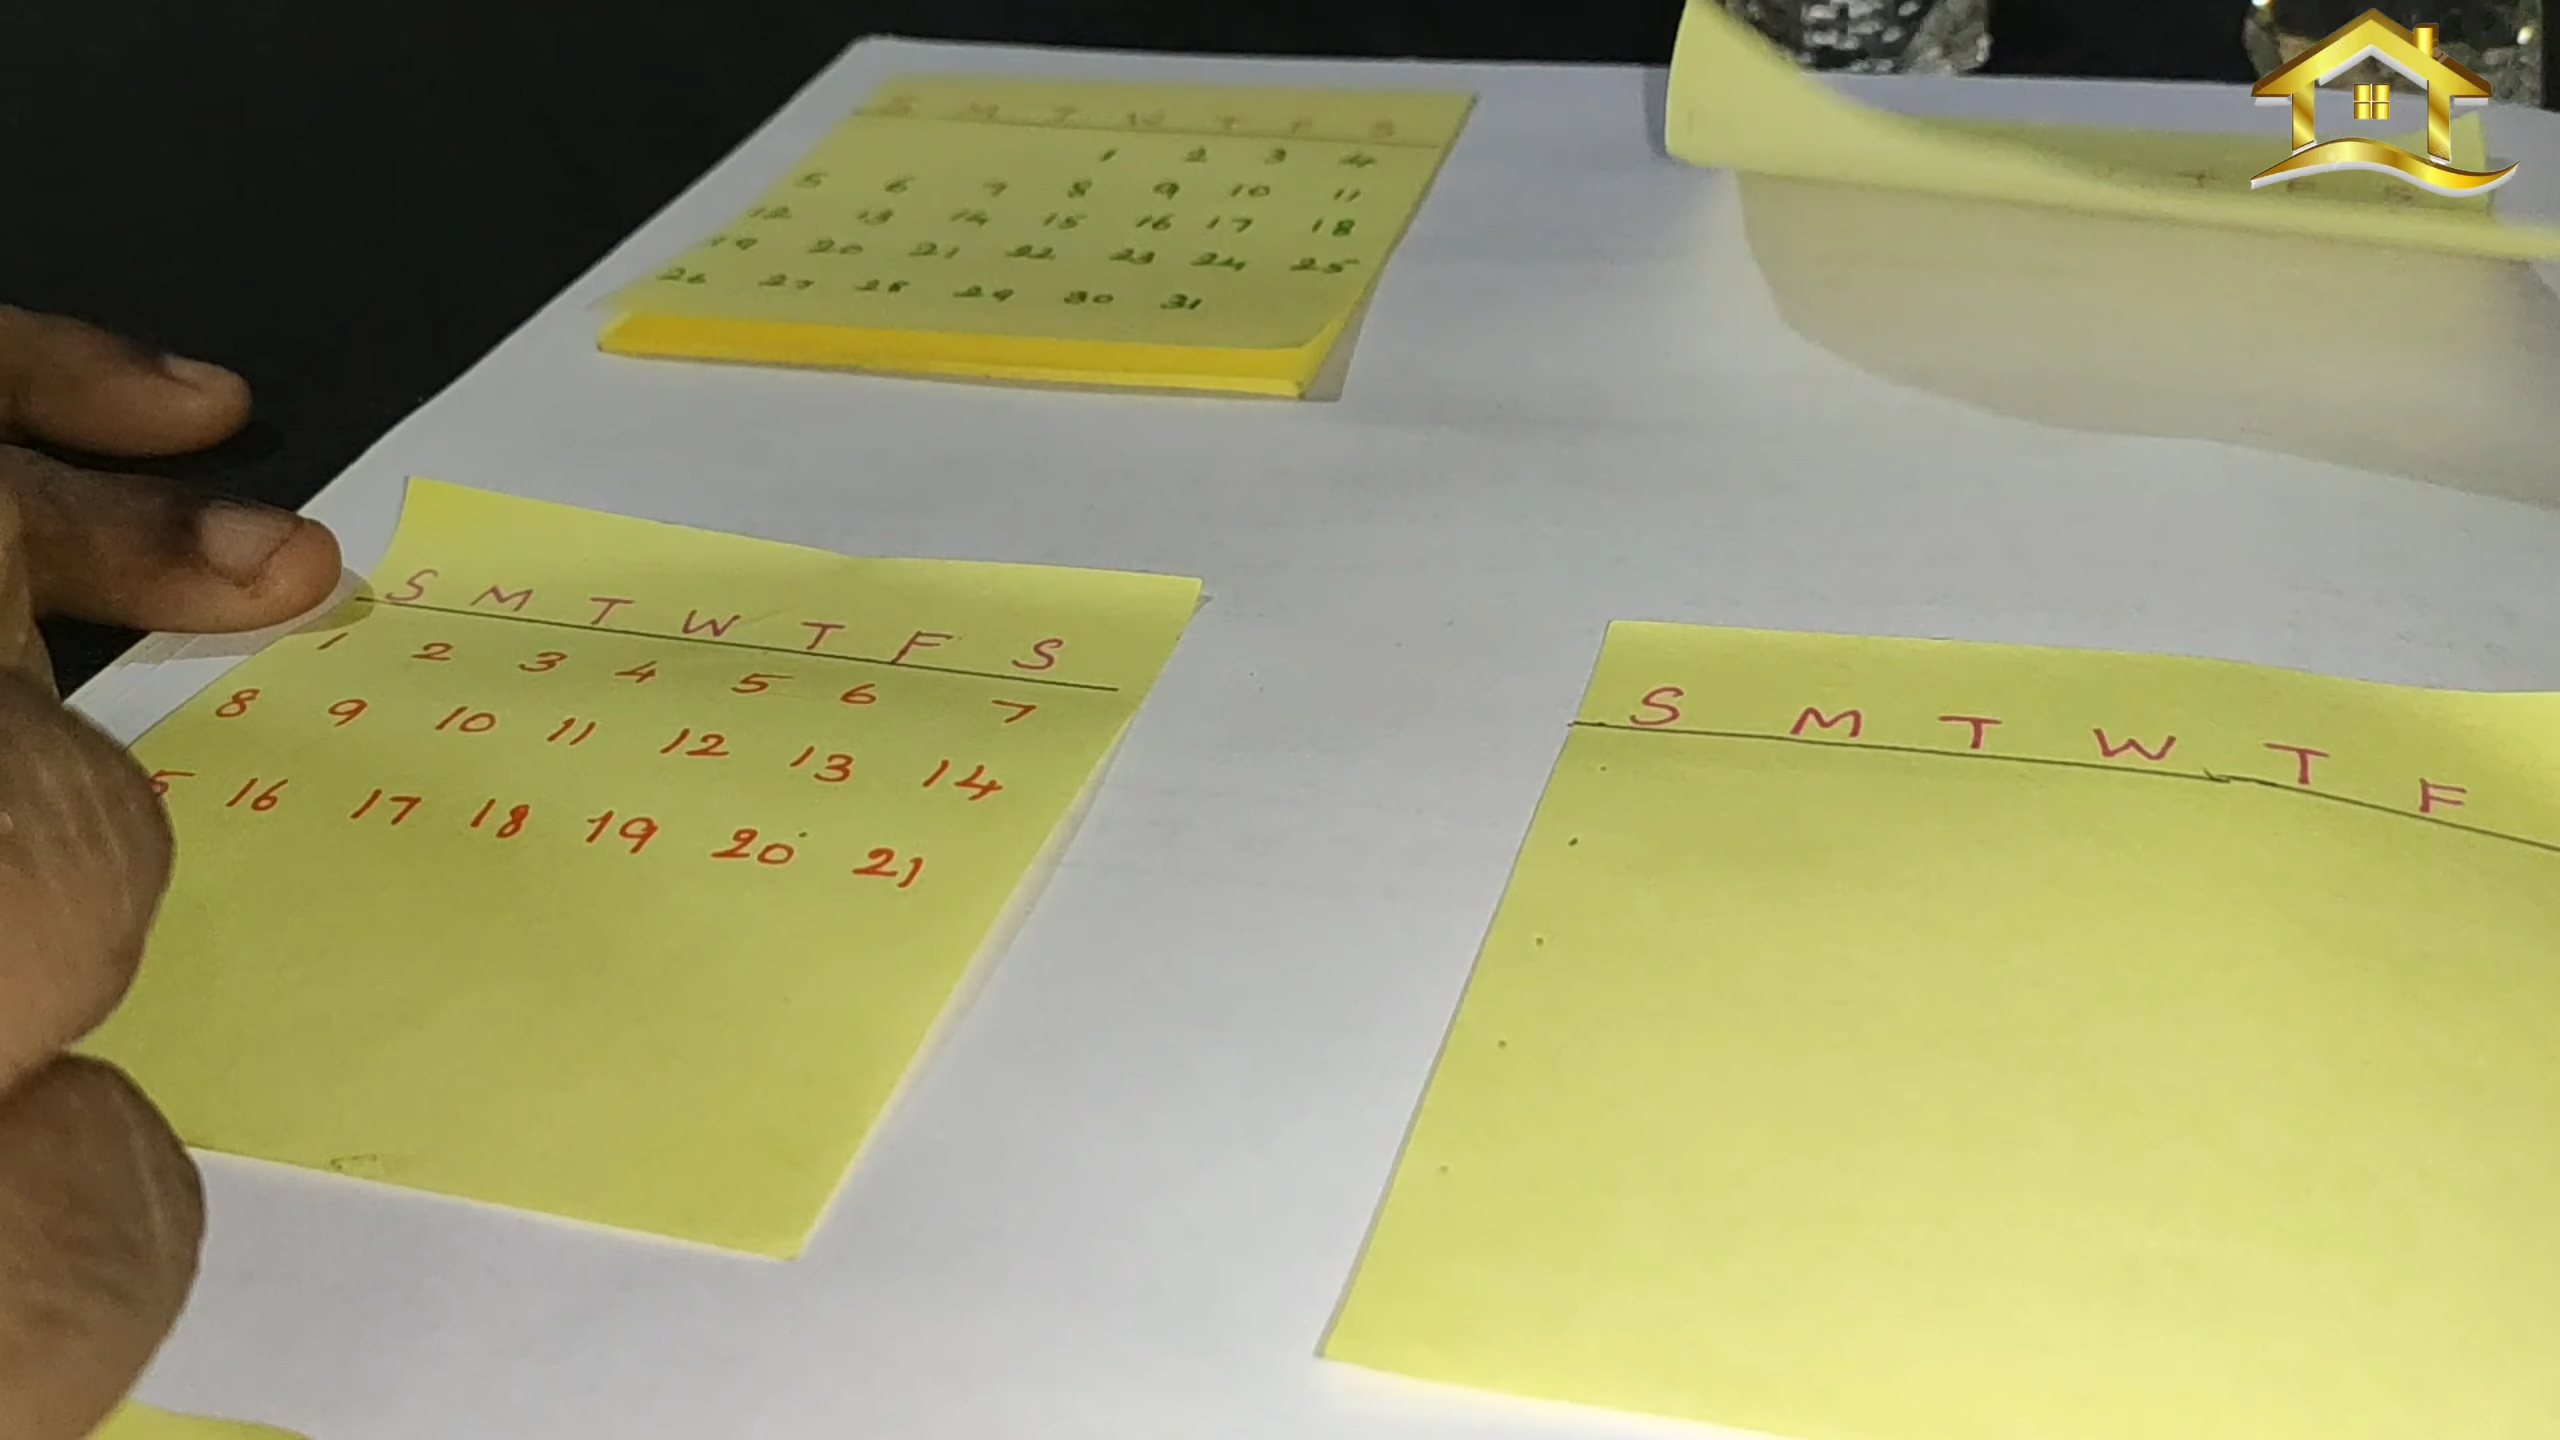 S M T W T F S
1 2 3 4
5 6 7 8 9 10 11
12 13 14 15 16 17 18
19 20 21 22 23 24 25
26 27 28 29 30 31
S M T W T F S
1 2 3 4 5 6 7
8 9 10 11 12 13 14
5 16 17 18 19 20 21
S M T W T F